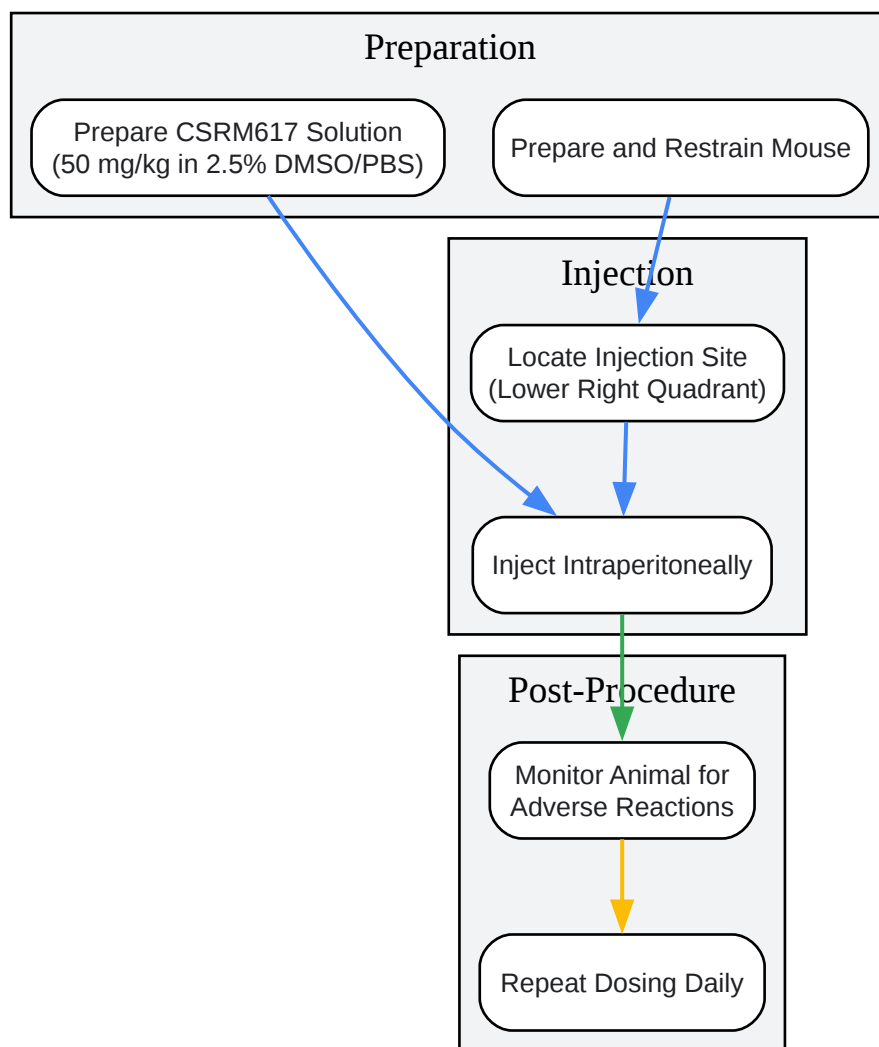 Preparation
Prepare CSRM617 Solution
(50 mg/kg in 2.5% DMSO/PBS)
Prepare and Restrain Mouse
Injection
Locate Injection Site
(Lower Right Quadrant)
Inject Intraperitoneally
Post-Procedure
Monitor Animal for
Adverse Reactions
Repeat Dosing Daily